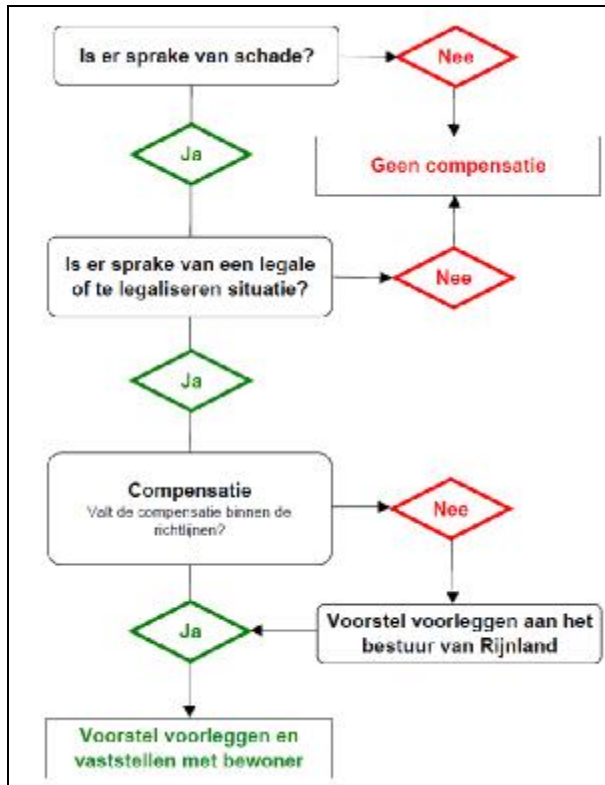 Is er sprake van schade?
Nee
Ja
Geen compensatie
Is er sprake van een legale
of te legaliseren situatie?
Nee
Ja
Compensatie
Valt de compensatie binnen de
richtlijnen?
Nee
Ja
Voorstel voorleggen aan het
bestuur van Rijnland
Voorstel voorleggen en
vaststellen met bewoner